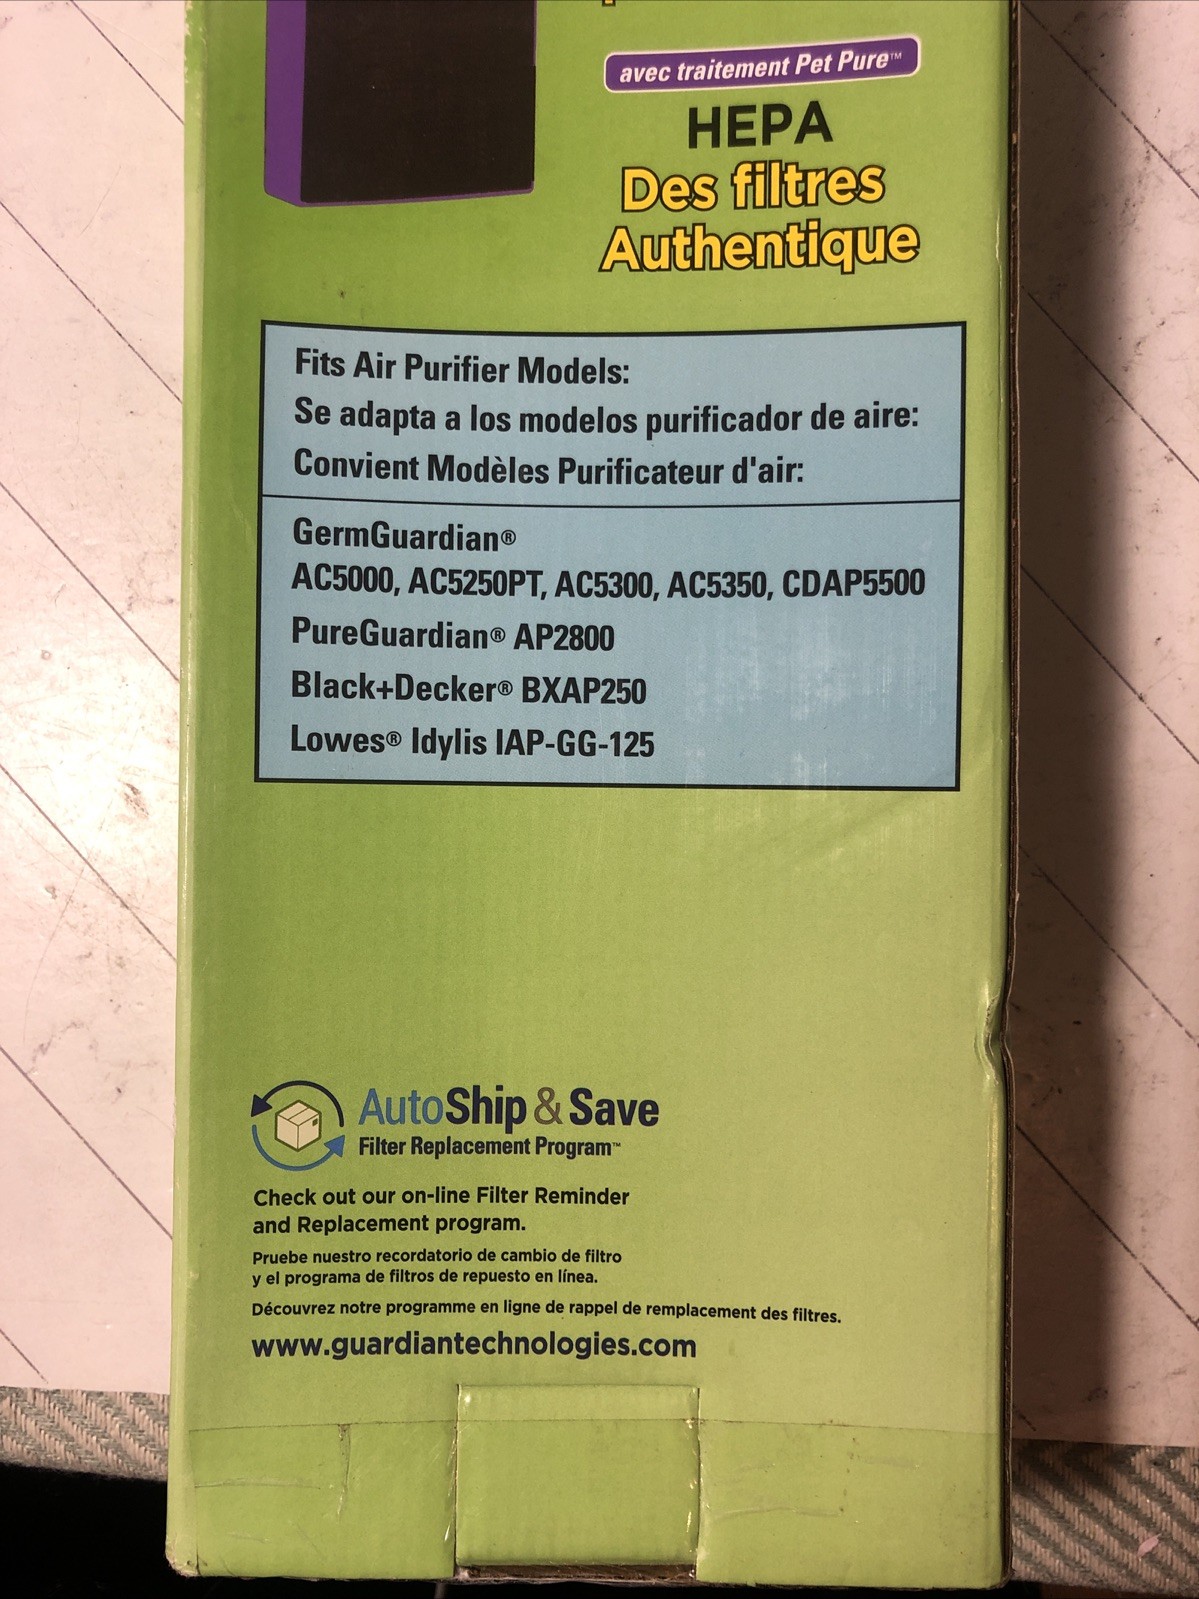 avec traitement Pet Pure™
HEPA
Des filtres
Authentique
Fits Air Purifier Models:
Se adapta a los modelos purificador de aire:
Convient Modèles Purificateur d'air:
GermGuardian®
AC5000, AC5250PT, AC5300, AC5350, CDAP5500
PureGuardian® AP2800
Black+Decker® BXAP250
Lowes® Idylis IAP-GG-125
AutoShip & Save
Filter Replacement Program™
Check out our on-line Filter Reminder
and Replacement program.
Pruebe nuestro recordatorio de cambio de filtro
y el programa de filtros de repuesto en línea.
Découvrez notre programme en ligne de rappel de remplacement des filtres.
www.guardiantechnologies.com